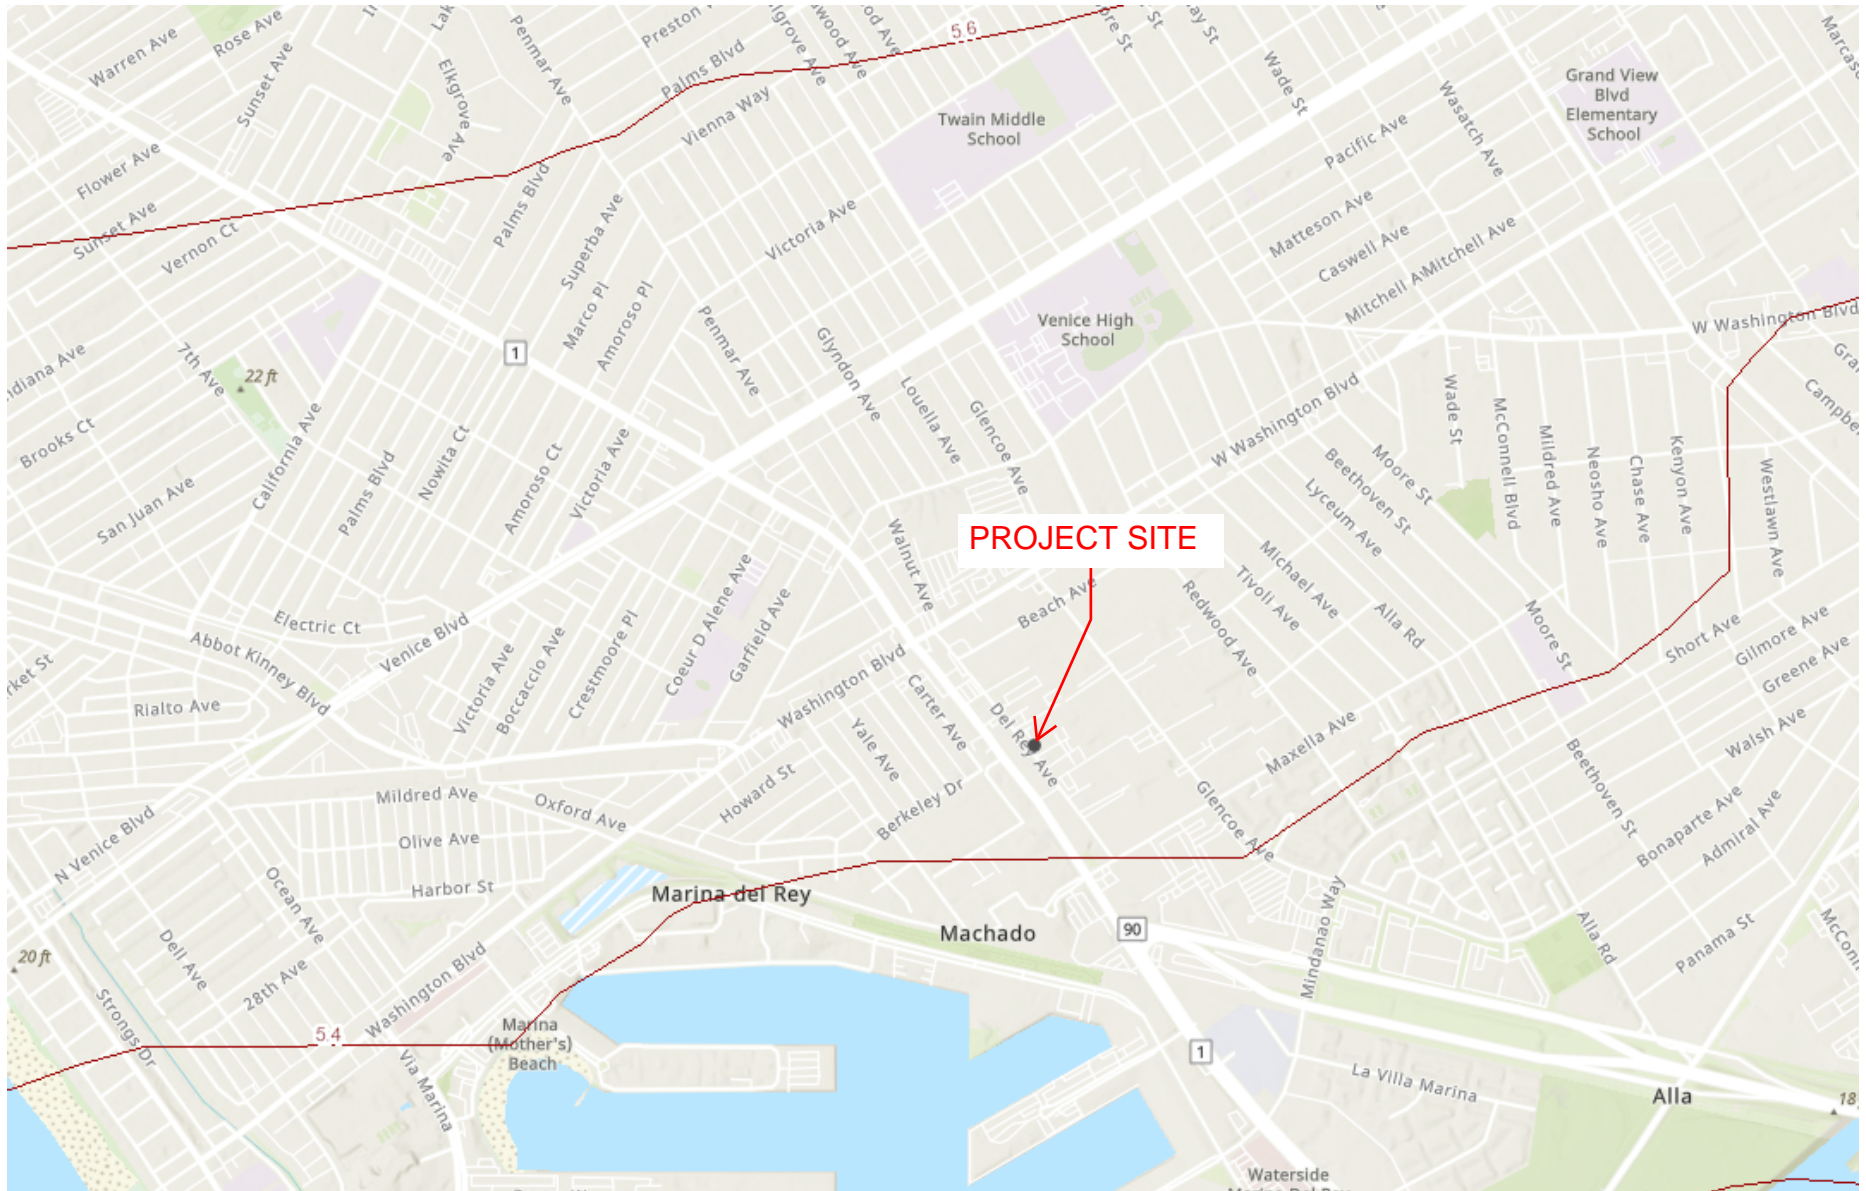 Warren Ave
Rose Ave
Sunset Ave
Elkgrove Ave
Penmar Ave
Palms Blvd
Vienna Way
5.6
Wade St
Wasatch Ave
Grand View
Blvd
Elementary
School
Twain Middle
School
Pacific Ave
Flower Ave
Sunset Ave
Vernon Ct
Palms Blvd
Superba Ave
Victoria Ave
Matteson Ave
Caswell Ave
Mitchell Ave
Mitchell A
Marco Pl
Amoroso Pl
Penmar Ave
Venice High
School
W Washington Blvd
7th Ave
22 ft
1
Glyndon Ave
Louella Ave
Glencoe Ave
W Washington Blvd
Wade St
McConnell Blvd
Mildred Ave
Neosho Ave
Chase Ave
Kenyon Ave
Westlawn Ave
Brooks Ct
California Ave
Palms Blvd
Nowita Ct
Amoroso Ct
Victoria Ave
San Juan Ave
Moore St
Beethoven St
Lyceum Ave
PROJECT SITE
Walnut Ave
Beach Ave
Michael Ave
Tivoli Ave
Redwood Ave
Alla Rd
Moore St
Short Ave
Gilmore Ave
Greene Ave
Electric Ct
Abbot Kinney Blvd
Venice Blvd
Victoria Ave
Boccaccio Ave
Crestmoore Pl
Coeur D Alene Ave
Garfield Ave
Rialto Ave
Washington Blvd
Carter Ave
Yale Ave
Del Rey Ave
Maxella Ave
Walsh Ave
Mildred Ave
Oxford Ave
Howard St
Berkeley Dr
Glencoe Ave
Beethoven St
Bonaparte Ave
Admiral Ave
N Venice Blvd
Olive Ave
Harbor St
Ocean Ave
Marina del Rey
Machado
90
Mindanao Way
Alla Rd
Panama St
20 ft
Dell Ave
28th Ave
Washington Blvd
Strongs Dr
5.4
Marina
(Mother's)
Beach
Via Marina
1
La Villa Marina
Alla
18
Waterside